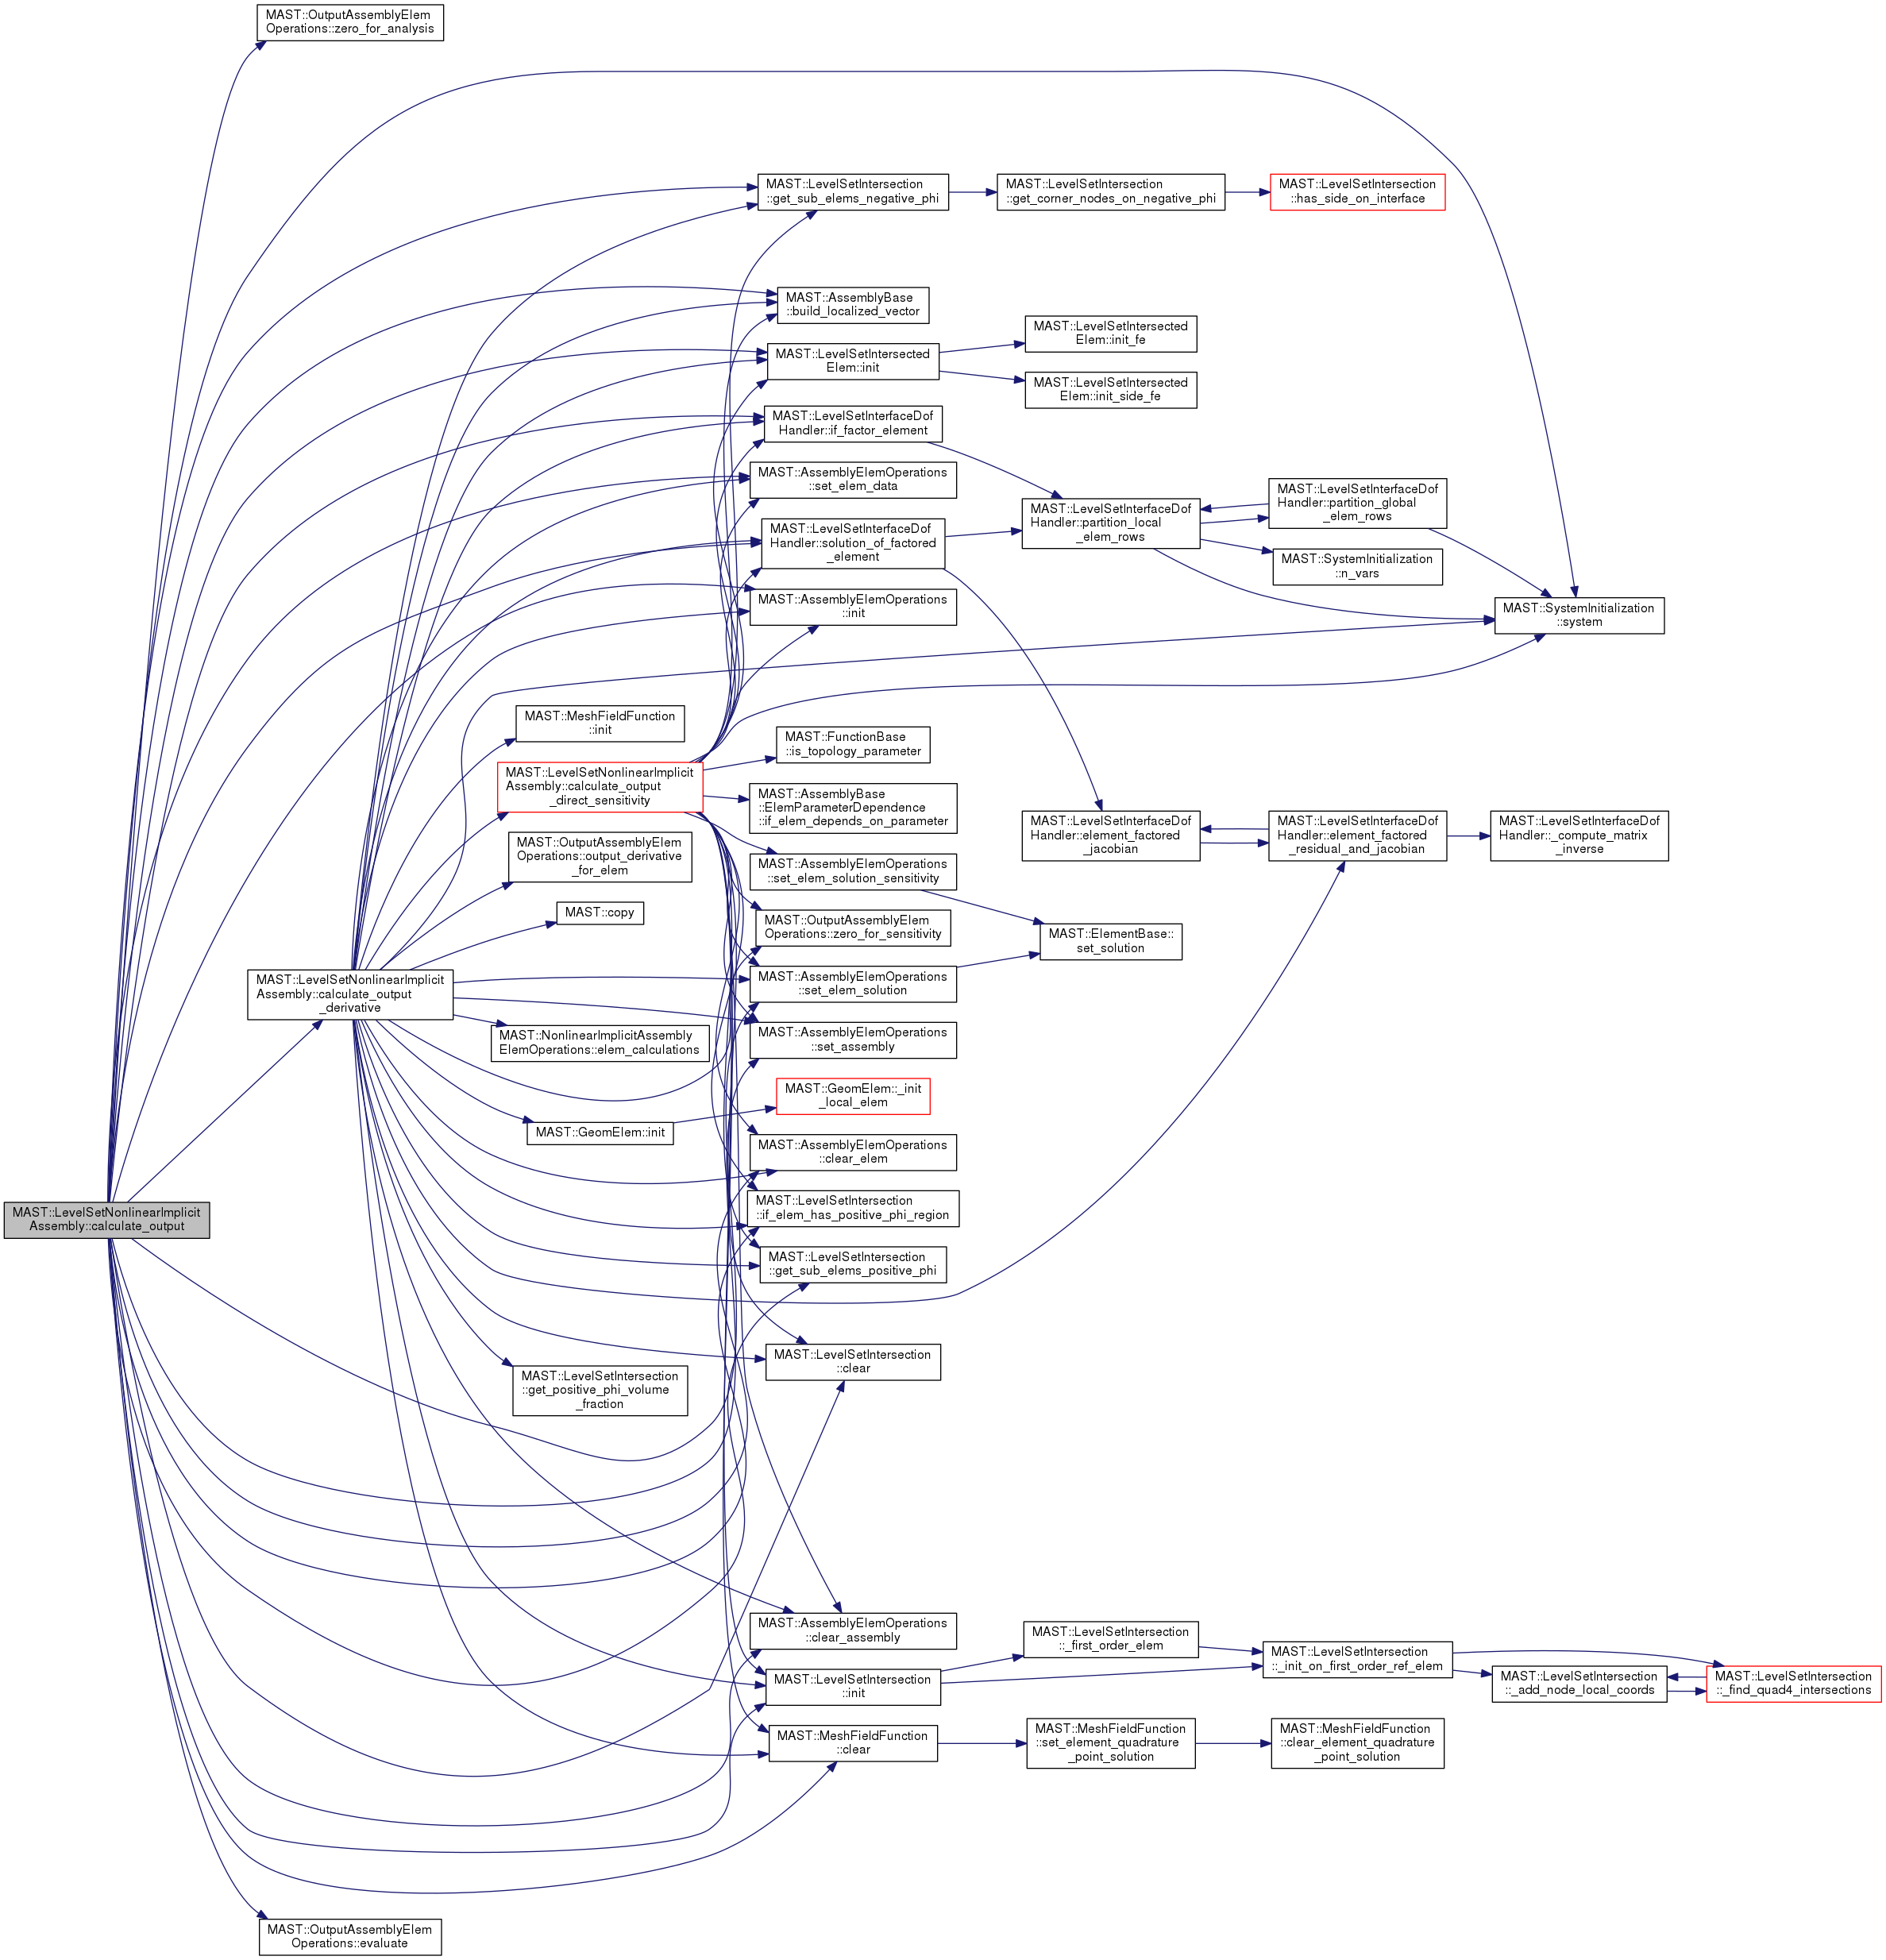 MAST::OutputAssemblyElem
Operations::zero_for_analysis
MAST::LevelSetIntersection
::get_sub_elems_negative_phi
MAST::LevelSetIntersection
::get_corner_nodes_on_negative_phi
MAST::LevelSetIntersection
::has_side_on_interface
MAST::AssemblyBase
::build_localized_vector
MAST::LevelSetIntersected
Elem::init
MAST::LevelSetIntersected
Elem::init_fe
MAST::LevelSetIntersected
Elem::init_side_fe
MAST::LevelSetInterfaceDof
Handler::if_factor_element
MAST::AssemblyElemOperations
::set_elem_data
MAST::LevelSetInterfaceDof
Handler::solution_of_factored
_element
MAST::LevelSetInterfaceDof
Handler::partition_local
_elem_rows
MAST::LevelSetInterfaceDof
Handler::partition_global
_elem_rows
MAST::SystemInitialization
::n_vars
MAST::SystemInitialization
::system
MAST::AssemblyElemOperations
::init
MAST::MeshFieldFunction
::init
MAST::FunctionBase
::is_topology_parameter
MAST::LevelSetNonlinearImplicit
Assembly::calculate_output
_direct_sensitivity
MAST::AssemblyBase
::ElemParameterDependence
::if_elem_depends_on_parameter
MAST::LevelSetInterfaceDof
Handler::element_factored
_jacobian
MAST::LevelSetInterfaceDof
Handler::element_factored
_residual_and_jacobian
MAST::LevelSetInterfaceDof
Handler::_compute_matrix
_inverse
MAST::OutputAssemblyElem
Operations::output_derivative
_for_elem
MAST::AssemblyElemOperations
::set_elem_solution_sensitivity
MAST::copy
MAST::OutputAssemblyElem
Operations::zero_for_sensitivity
MAST::ElementBase::
set_solution
MAST::LevelSetNonlinearImplicit
Assembly::calculate_output
_derivative
MAST::AssemblyElemOperations
::set_elem_solution
MAST::NonlinearImplicitAssembly
ElemOperations::elem_calculations
MAST::AssemblyElemOperations
::set_assembly
MAST::GeomElem::_init
_local_elem
MAST::GeomElem::init
MAST::AssemblyElemOperations
::clear_elem
MAST::LevelSetNonlinearImplicit
Assembly::calculate_output
MAST::LevelSetIntersection
::if_elem_has_positive_phi_region
MAST::LevelSetIntersection
::get_sub_elems_positive_phi
MAST::LevelSetIntersection
::clear
MAST::LevelSetIntersection
::get_positive_phi_volume
_fraction
MAST::AssemblyElemOperations
::clear_assembly
MAST::LevelSetIntersection
::init
MAST::LevelSetIntersection
::_first_order_elem
MAST::LevelSetIntersection
::_init_on_first_order_ref_elem
MAST::LevelSetIntersection
::_add_node_local_coords
MAST::LevelSetIntersection
::_find_quad4_intersections
MAST::MeshFieldFunction
::clear
MAST::MeshFieldFunction
::set_element_quadrature
_point_solution
MAST::MeshFieldFunction
::clear_element_quadrature
_point_solution
MAST::OutputAssemblyElem
Operations::evaluate